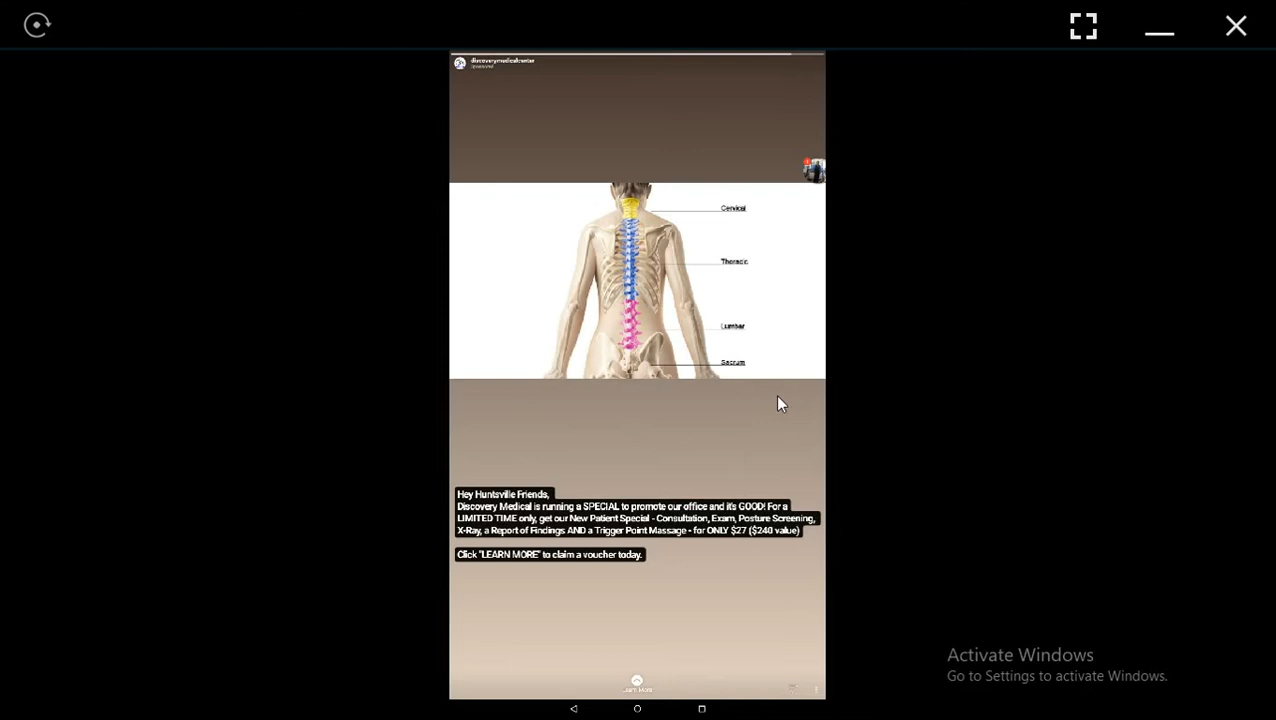 discoverymedicalcenter
Sponsored
Cervical
Thoracic
Lumbar
Sacrum
Hey Huntsville Friends,
Discovery Medical is running a SPECIAL to promote our office and it's GOOD! For a
LIMITED TIME only, get our New Patient Special - Consultation, Exam, Posture Screening,
X-Ray, a Report of Findings AND a Trigger Point Massage - for ONLY $27 ($240 value)
Click "LEARN MORE" to claim a voucher today.
Learn More
Activate Windows
Go to Settings to activate Windows.